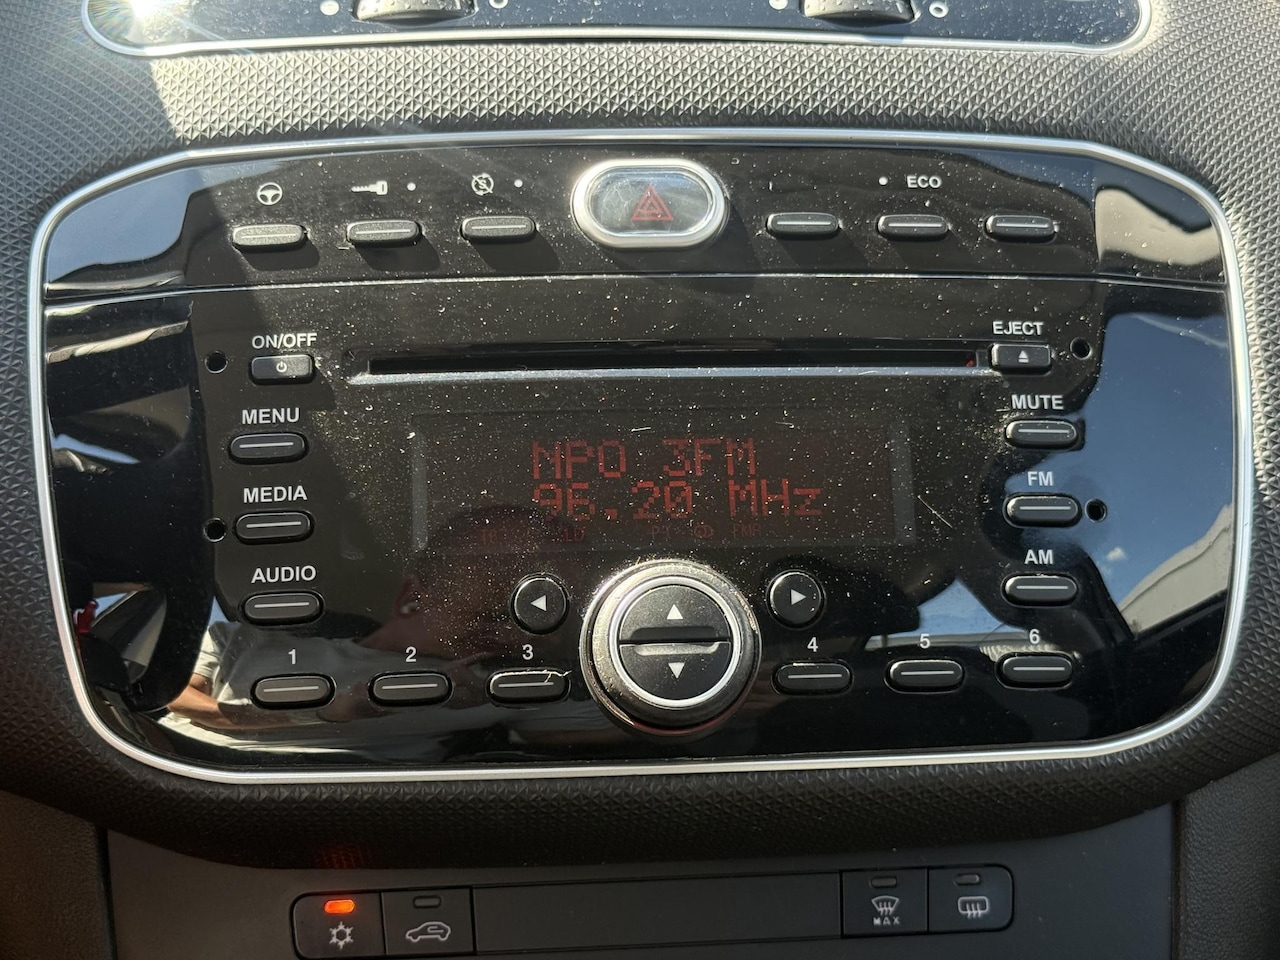 ECO
ON/OFF
EJECT
MENU
MUTE
NPO 3FM
96.20 MHz
MEDIA
FM
AUDIO
AM
1
2
3
4
5
6
MAX